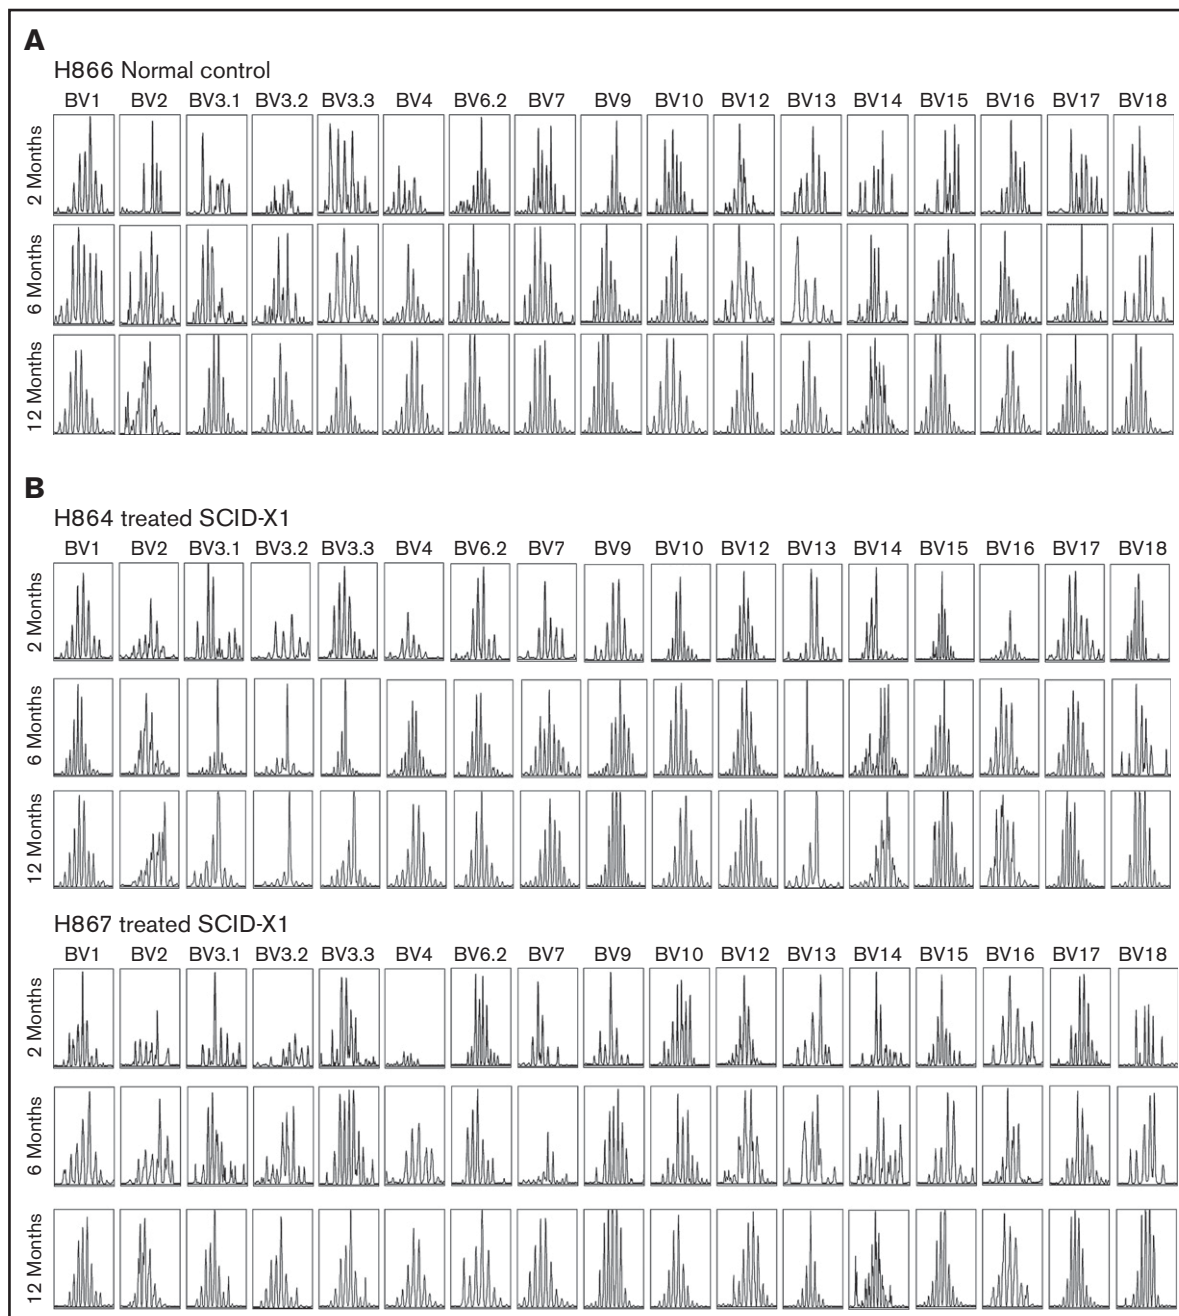 A
H866 Normal control
BV1 BV2 BV3.1 BV3.2 BV3.3 BV4 BV6.2 BV7 BV9 BV10 BV12 BV13 BV14 BV15 BV16 BV17 BV18
2 Months
6 Months
12 Months
B
H864 treated SCID-X1
BV1 BV2 BV3.1 BV3.2 BV3.3 BV4 BV6.2 BV7 BV9 BV10 BV12 BV13 BV14 BV15 BV16 BV17 BV18
2 Months
6 Months
12 Months
H867 treated SCID-X1
BV1 BV2 BV3.1 BV3.2 BV3.3 BV4 BV6.2 BV7 BV9 BV10 BV12 BV13 BV14 BV15 BV16 BV17 BV18
2 Months
6 Months
12 Months